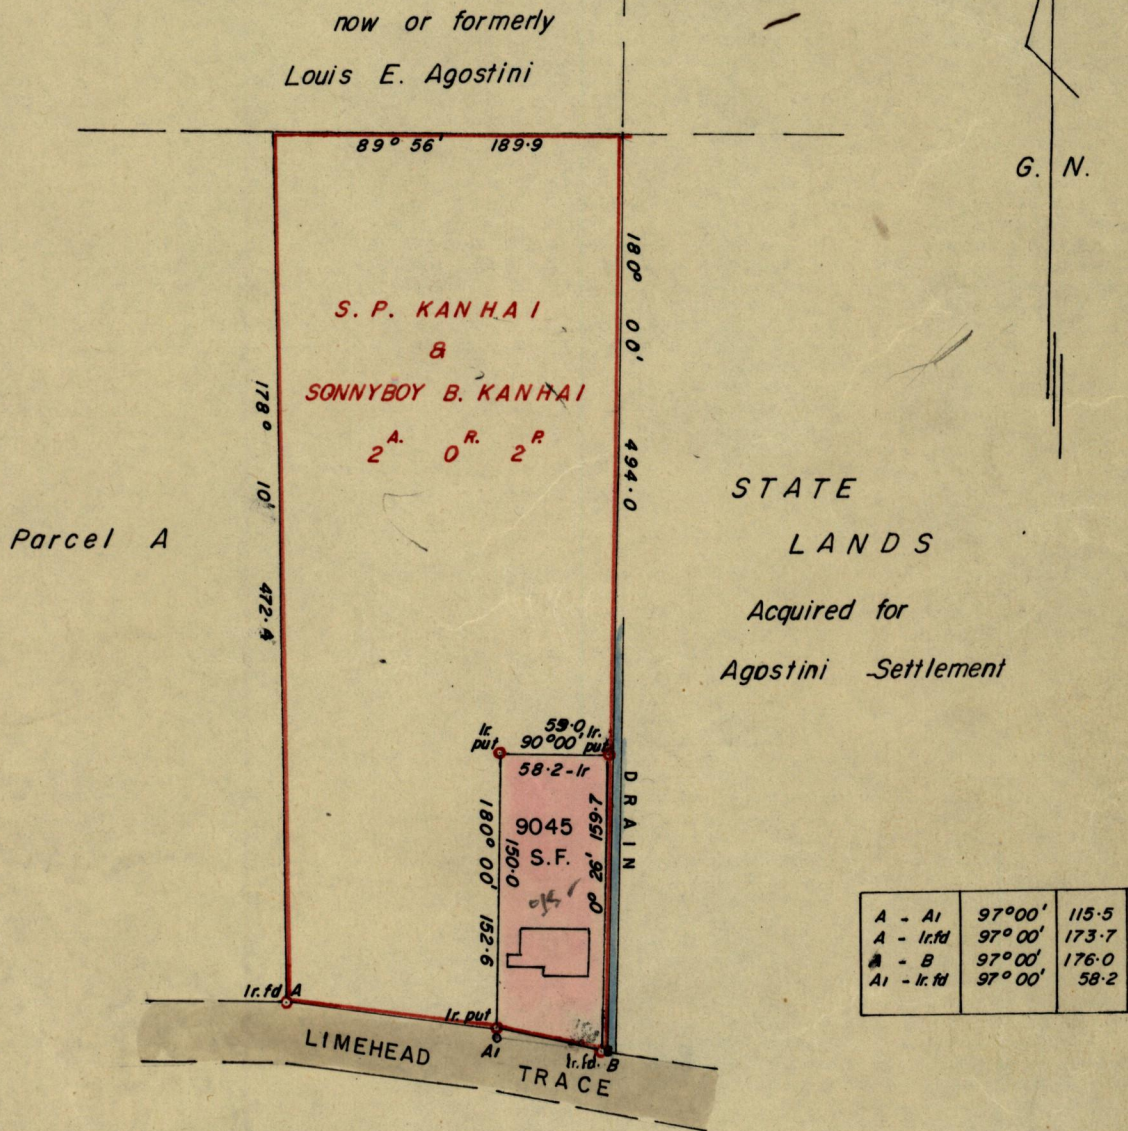 now or formerly
Louis E. Agostini
89° 56' 189.9
G. N.
180° 00' 494.0
S. P. KANHAI
&
SONNYBOY B. KANHAI
2 A. 0 R. 2 P.
178° 10' 472.4
Parcel A
STATE
LANDS
Acquired for
Agostini Settlement
Ir. put
59.0
90°00'
Ir. put
58.2-Ir
DRAIN
9045
S.F.
180° 00' 152.6
150.0
0° 26' 159.7
A - A1 97°00' 115.5
A - Ir.fd 97°00' 173.7
A - B 97°00' 176.0
A1 - Ir.fd 97°00' 58.2
Ir.fd A
Ir. put
A1
Ir.fd. B
LIMEHEAD
TRACE